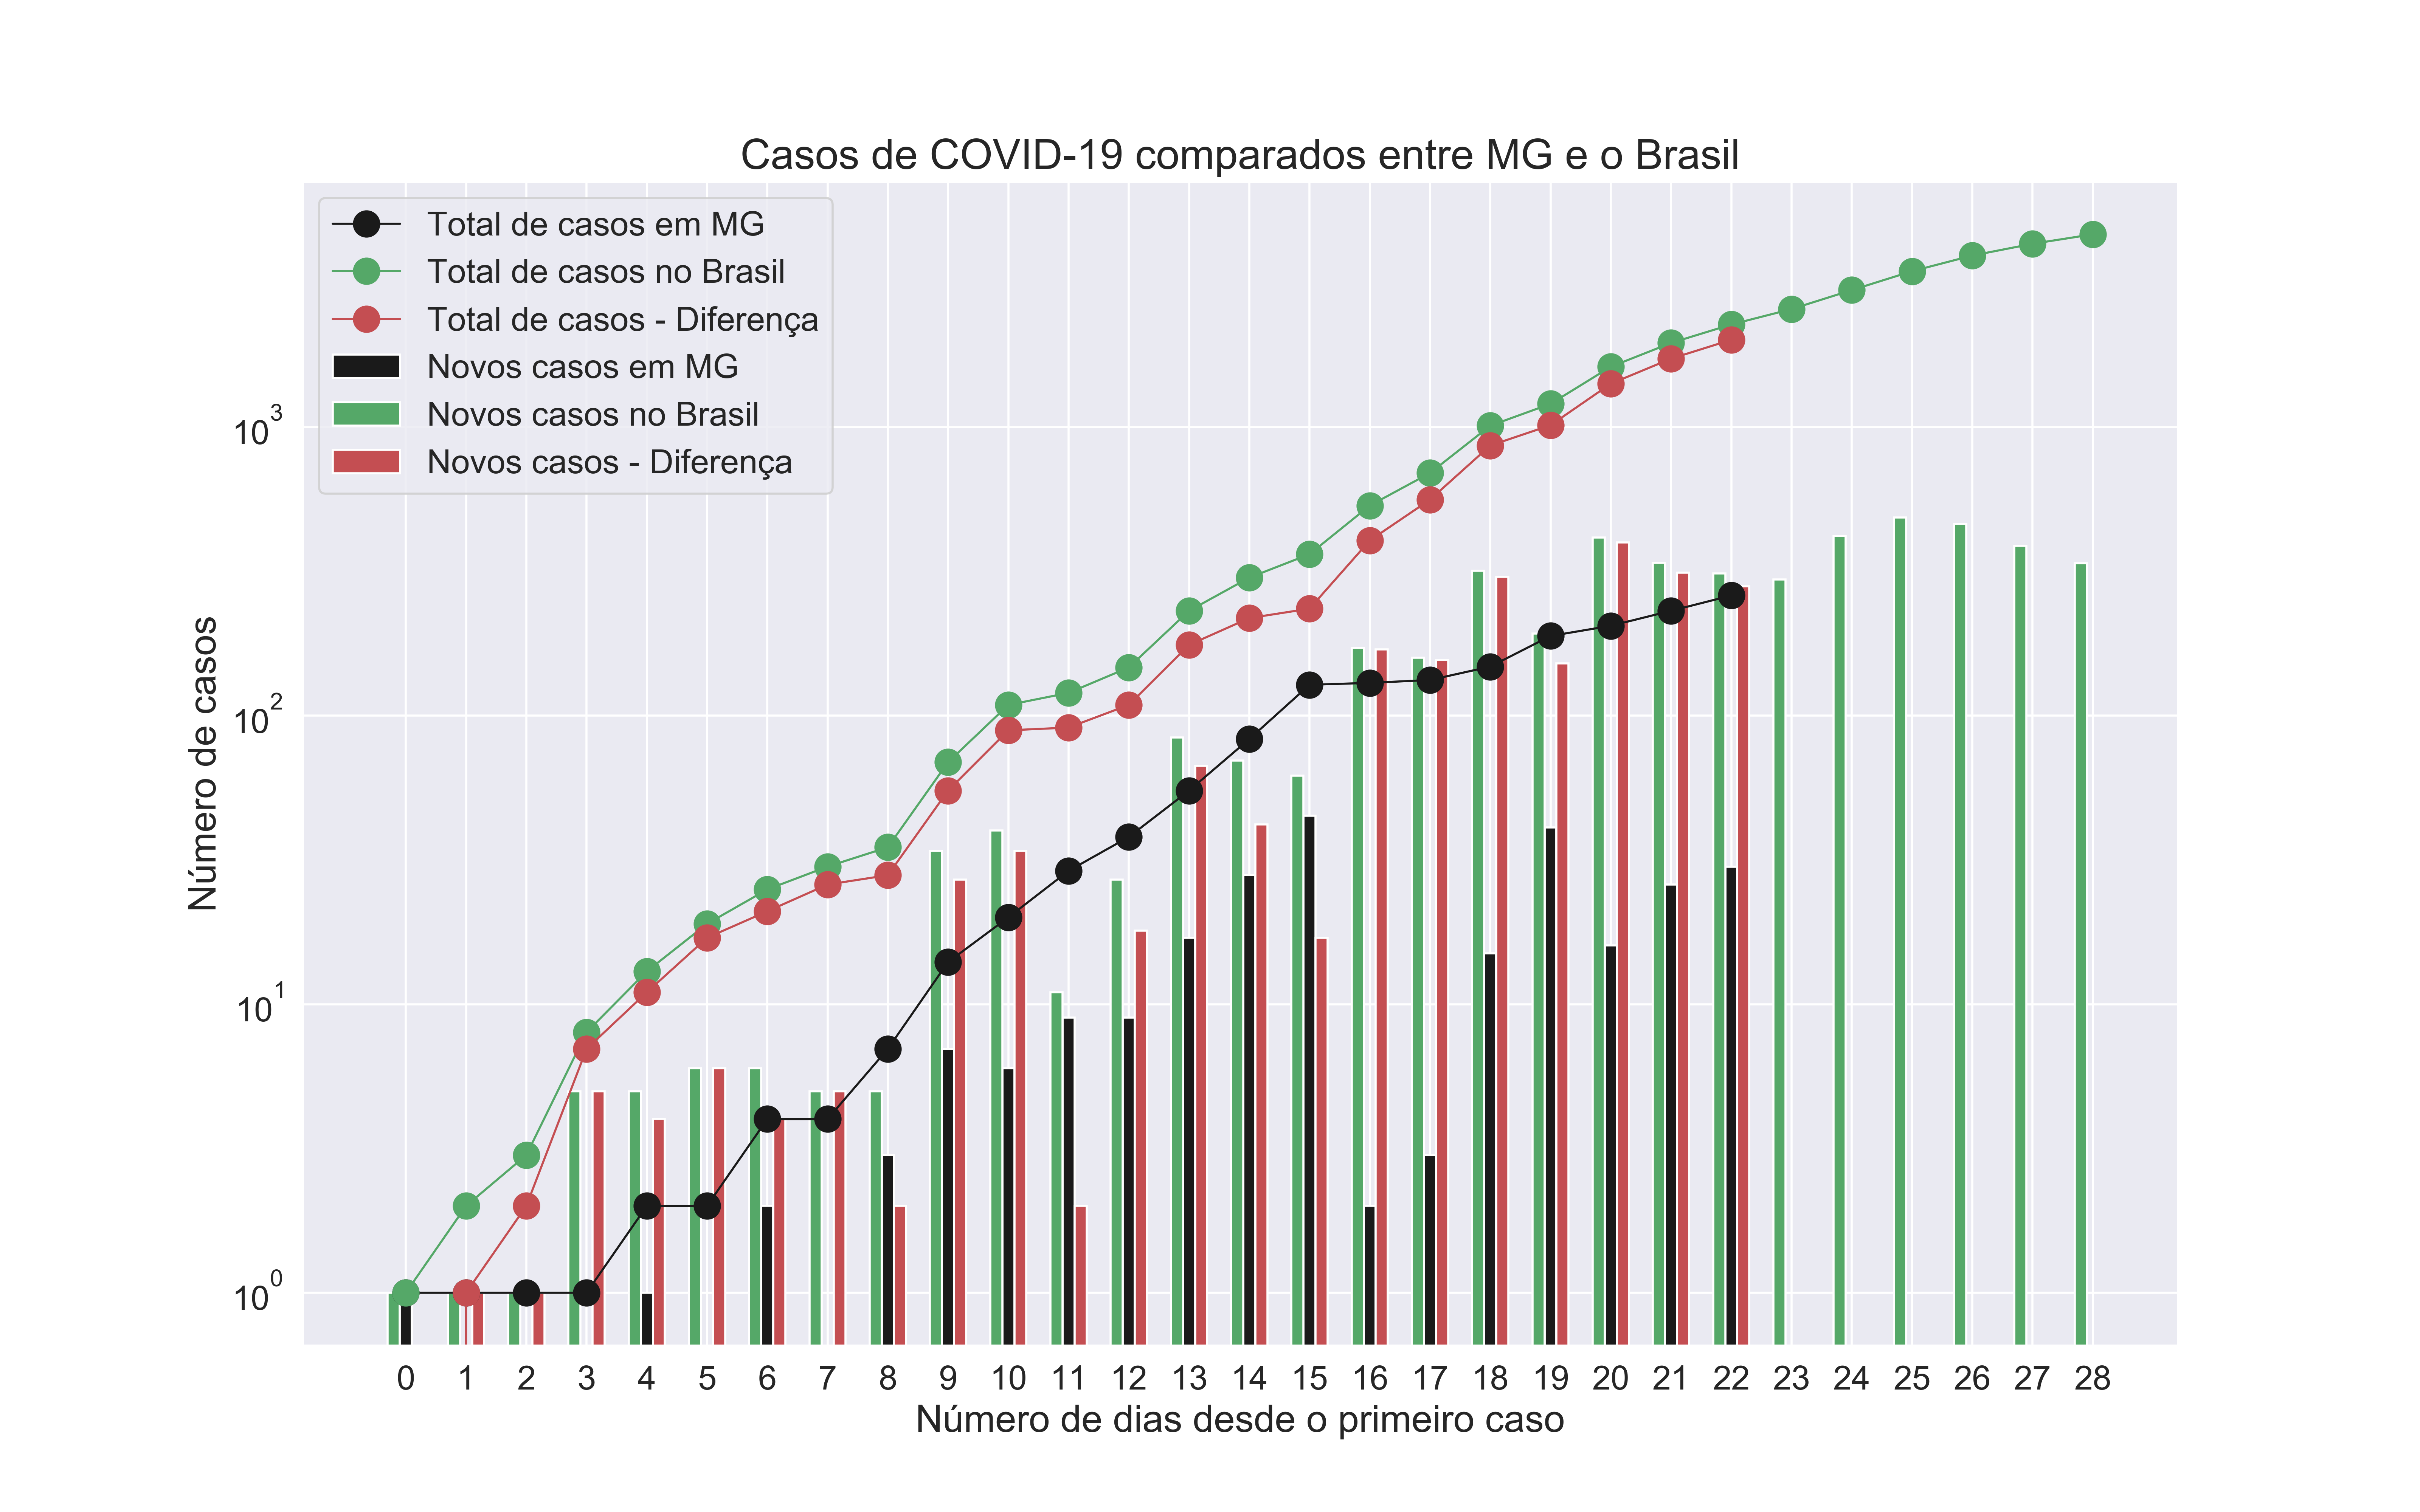 Casos de COVID-19 comparados entre MG e o Brasil
Total de casos em MG
Total de casos no Brasil
Total de casos - Diferença
Novos casos em MG
Novos casos no Brasil
Novos casos - Diferença
10³
10²
10¹
10⁰
Número de casos
0 1 2 3 4 5 6 7 8 9 10 11 12 13 14 15 16 17 18 19 20 21 22 23 24 25 26 27 28
Número de dias desde o primeiro caso